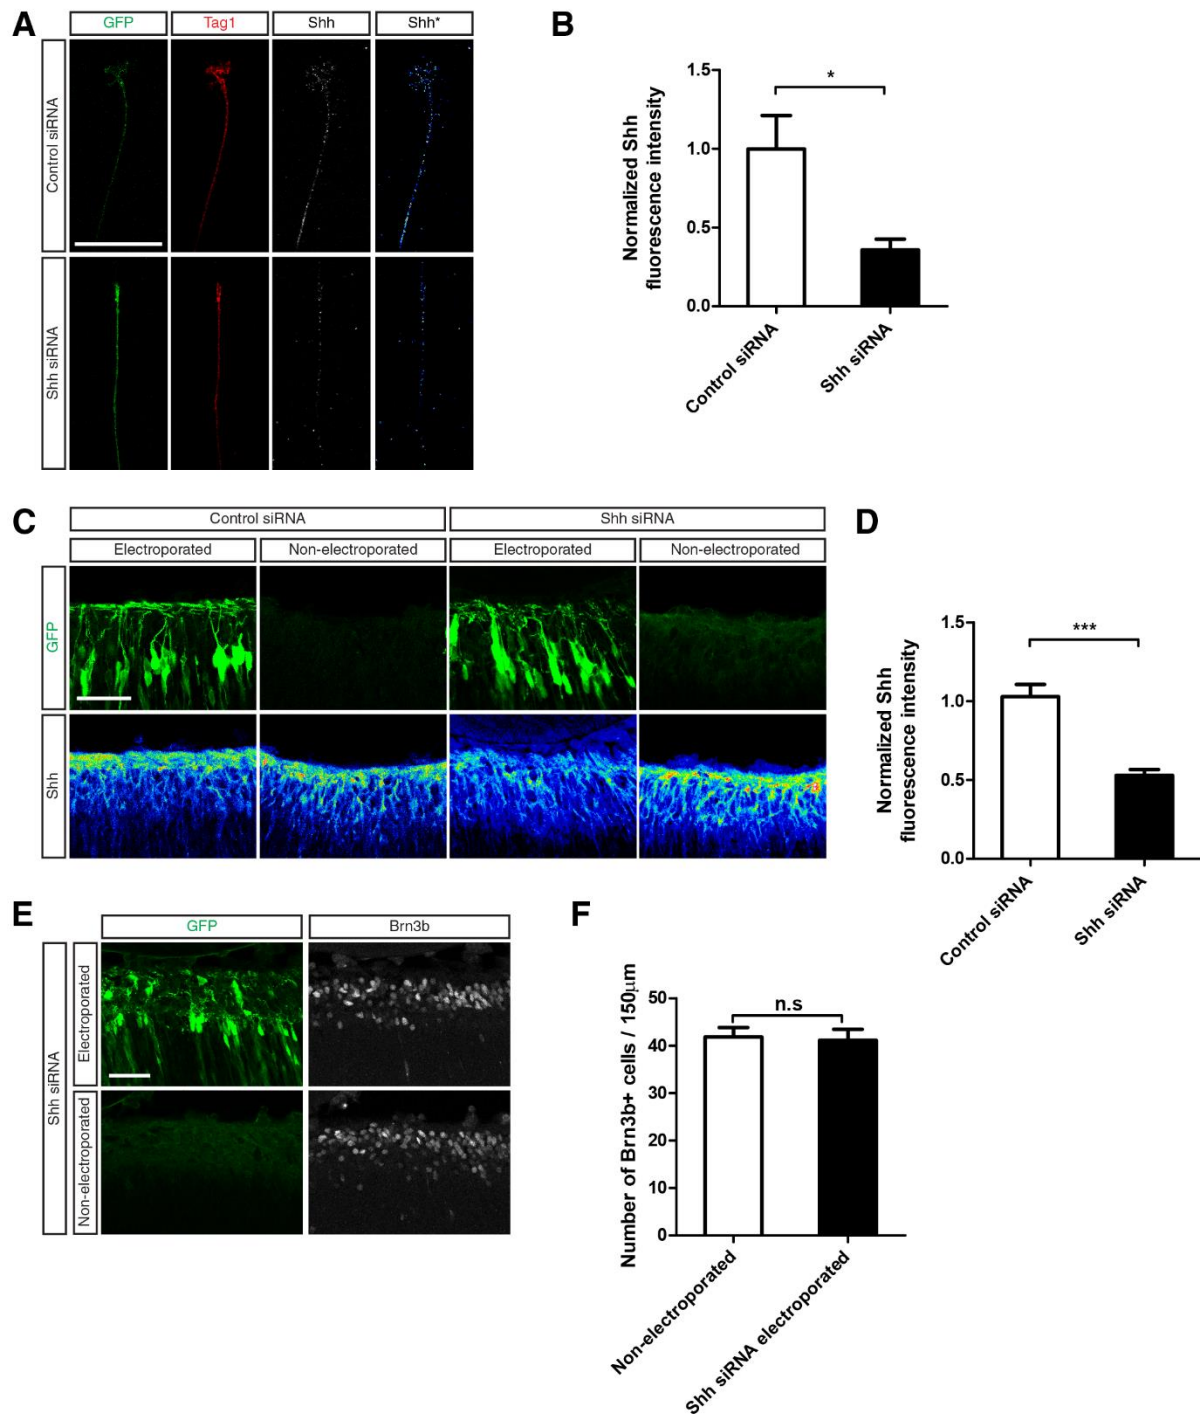 A
GFP
Tag1
Shh
Shh*
Control siRNA
Shh siRNA
B
Normalized Shh
fluorescence intensity
1.5
1.0
0.5
0.0
*
Control siRNA
Shh siRNA
C
Control siRNA
Shh siRNA
Electroporated
Non-electroporated
Electroporated
Non-electroporated
GFP
Shh
D
Normalized Shh
fluorescence intensity
1.5
1.0
0.5
0.0
***
Control siRNA
Shh siRNA
E
GFP
Brn3b
Shh siRNA
Electroporated
Non-electroporated
F
Number of Brn3b+ cells / 150μm
50
40
30
20
10
0
n.s
Non-electroporated
Shh siRNA electroporated